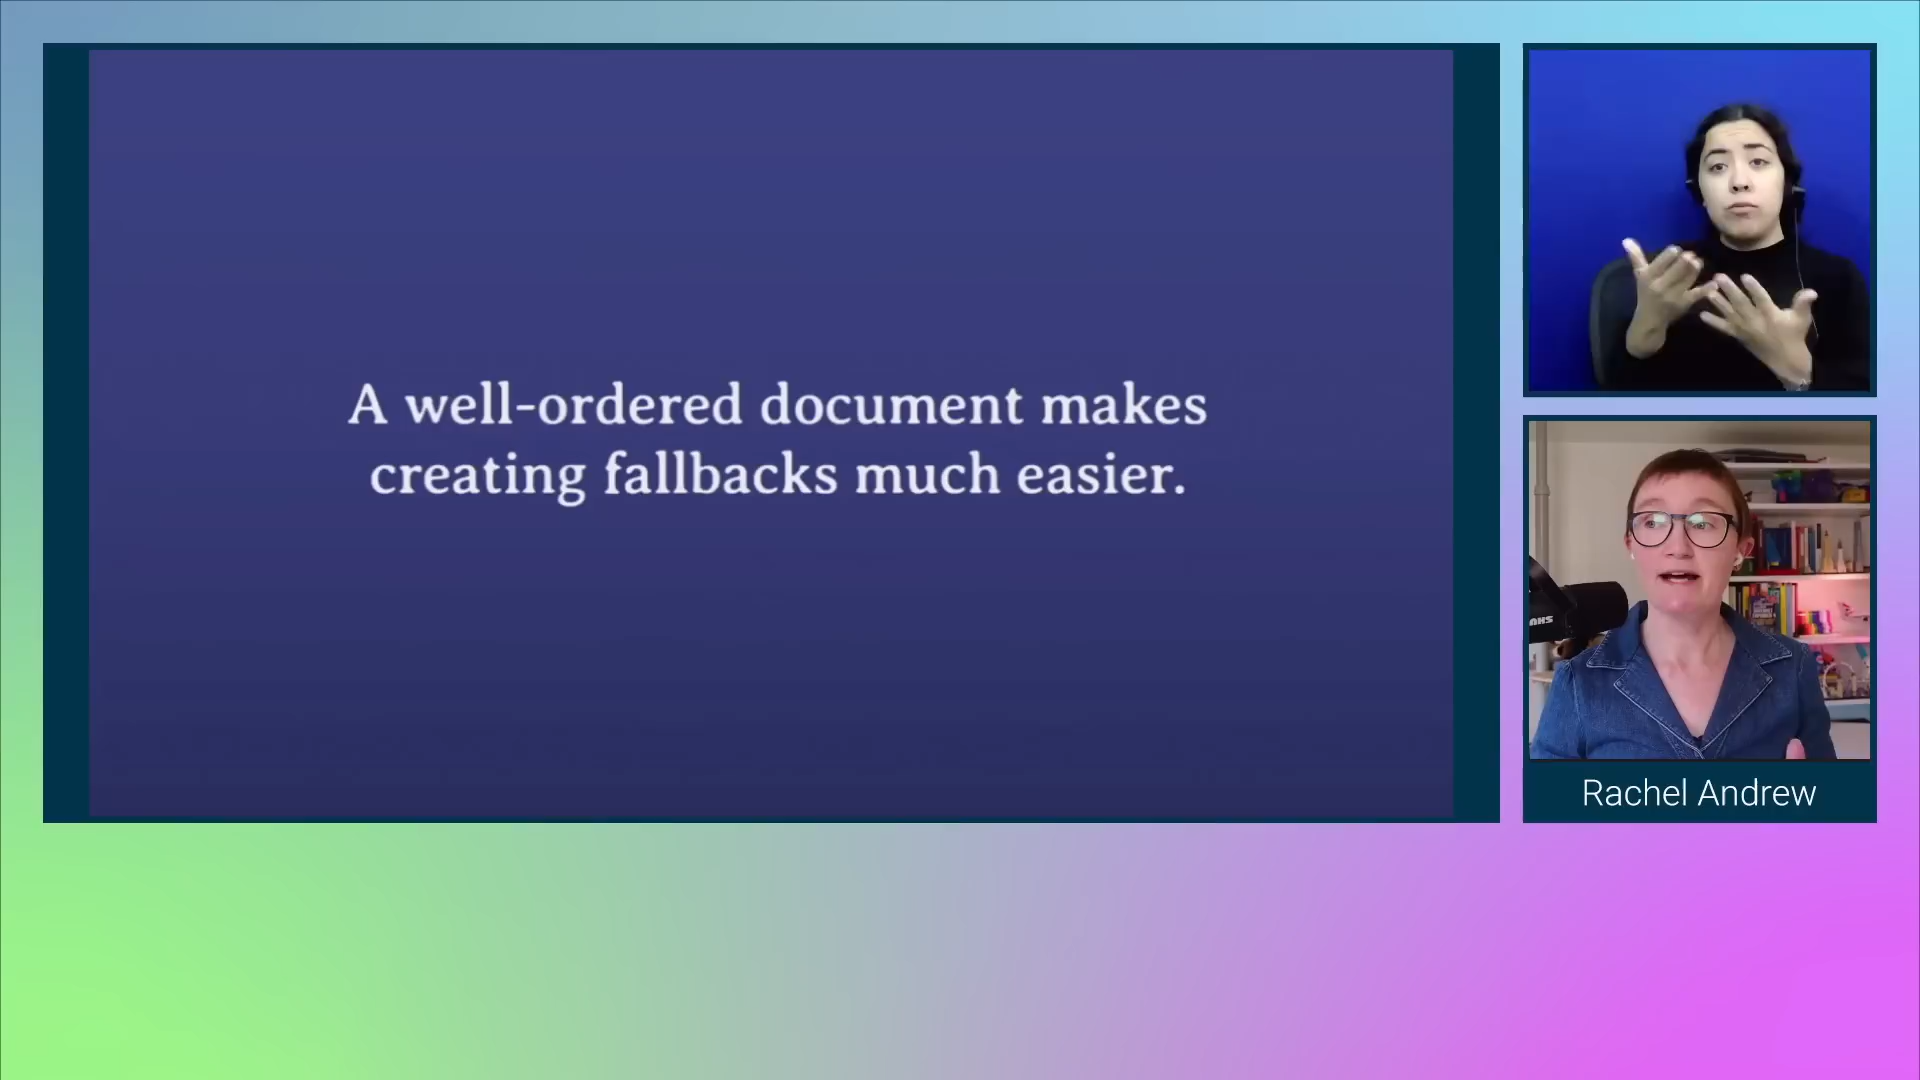 A well-ordered document makes
creating fallbacks much easier.
Rachel Andrew